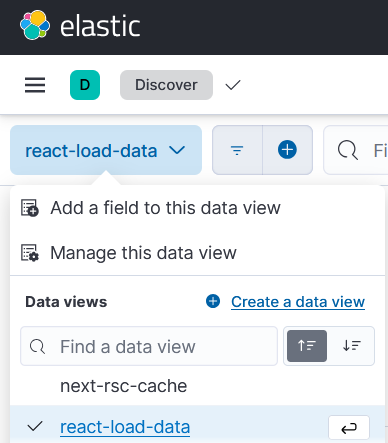 elastic
D Discover
react-load-data Fi
Add a field to this data view
Manage this data view
Data views Create a data view
Find a data view
next-rsc-cache
react-load-data